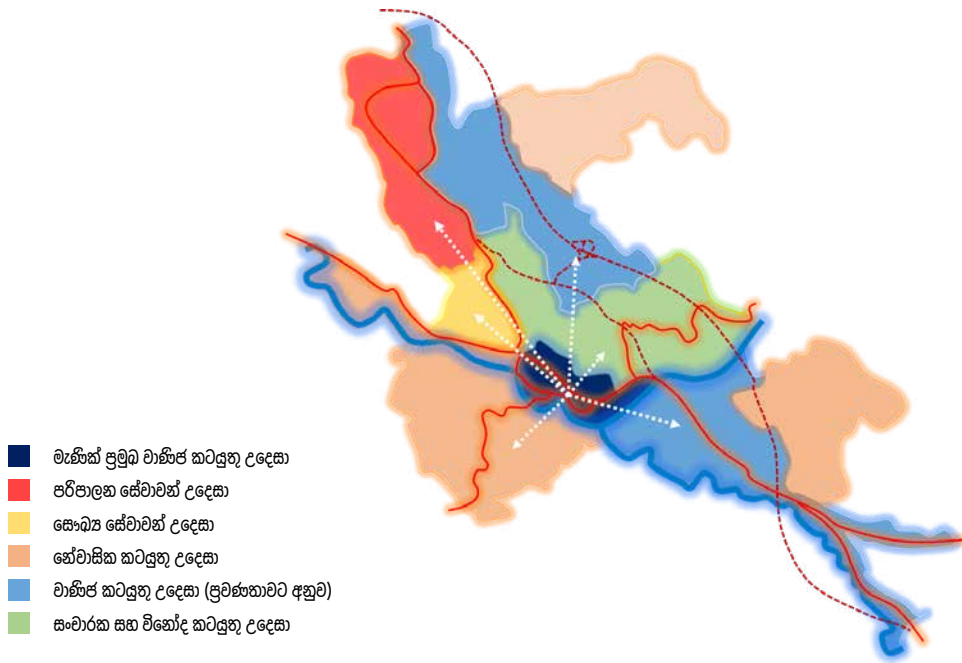 මැණික් ප්‍රමුඛ වාණිජ කටයුතු උදෙසා
පරිපාලන සේවාවන් උදෙසා
සෞඛ්‍ය සේවාවන් උදෙසා
නේවාසික කටයුතු උදෙසා
වාණිජ කටයුතු උදෙසා (ප්‍රවණතාවට අනුව)
සංචාරක සහ විනෝද කටයුතු උදෙසා